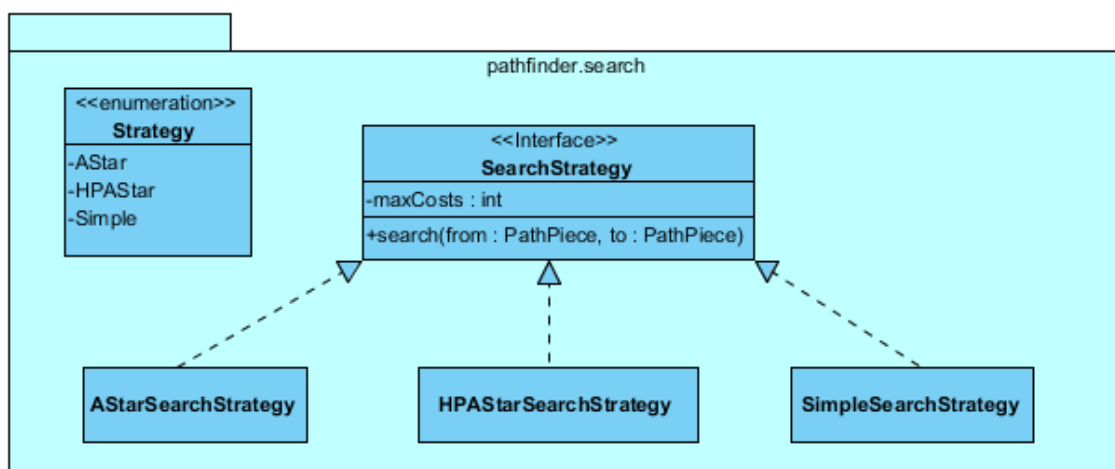 pathfinder.search
<<enumeration>>
Strategy
-AStar
-HPAStar
-Simple
<<Interface>>
SearchStrategy
-maxCosts : int
+search(from : PathPiece, to : PathPiece)
AStarSearchStrategy
HPAStarSearchStrategy
SimpleSearchStrategy